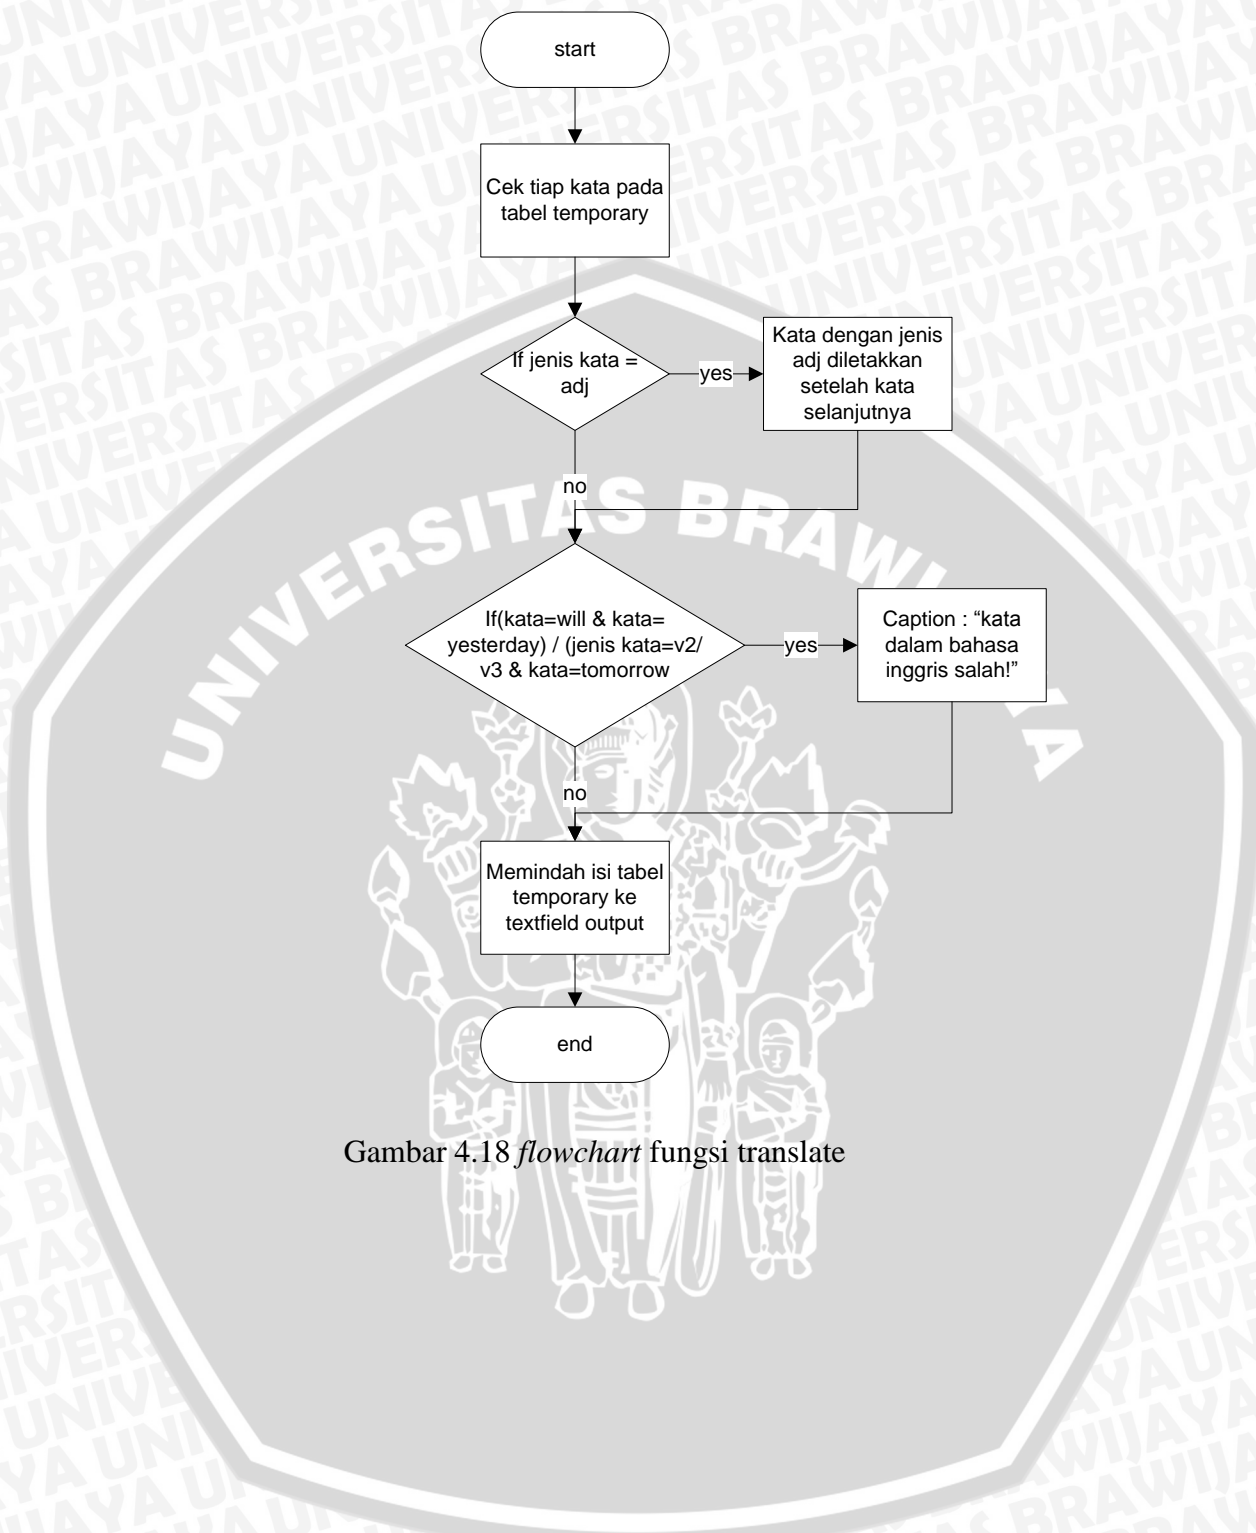 start
Cek tiap kata pada
tabel temporary
If jenis kata =
adj
yes
Kata dengan jenis
adj diletakkan
setelah kata
selanjutnya
no
If(kata=will & kata=
yesterday) / (jenis kata=v2/
v3 & kata=tomorrow
yes
Caption : “kata
dalam bahasa
inggris salah!”
no
Memindah isi tabel
temporary ke
textfield output
end
Gambar 4.18 flowchart fungsi translate
UNIVERSITAS BRAWIJAYA